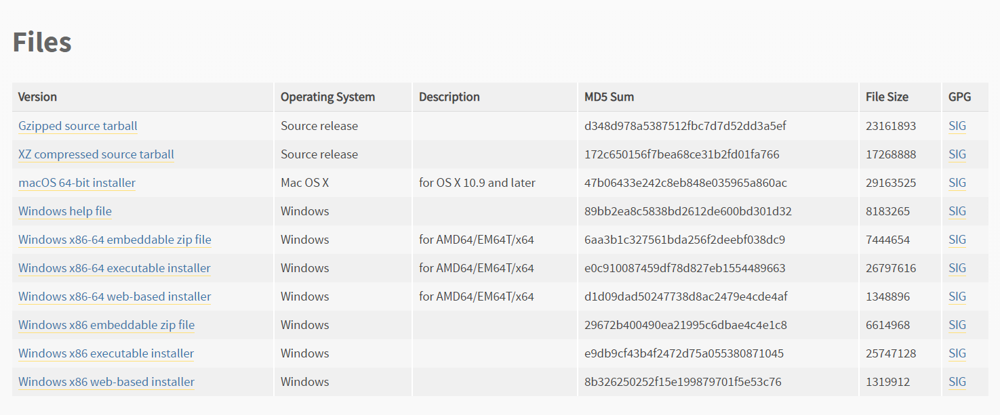 Files
Version Operating System Description MD5 Sum File Size GPG
Gzipped source tarball Source release d348d978a5387512fbc7d7d52dd3a5ef 23161893 SIG
XZ compressed source tarball Source release 172c650156f7bea68ce31b2fd01fa766 17268888 SIG
macOS 64-bit installer Mac OS X for OS X 10.9 and later 47b06433e242c8eb848e035965a860ac 29163525 SIG
Windows help file Windows 89bb2ea8c5838bd2612de600bd301d32 8183265 SIG
Windows x86-64 embeddable zip file Windows for AMD64/EM64T/x64 6aa3b1c327561bda256f2deebf038dc9 7444654 SIG
Windows x86-64 executable installer Windows for AMD64/EM64T/x64 e0c910087459df78d827eb1554489663 26797616 SIG
Windows x86-64 web-based installer Windows for AMD64/EM64T/x64 d1d09dad50247738d8ac2479e4cde4af 1348896 SIG
Windows x86 embeddable zip file Windows 29672b400490ea21995c6dbae4c4e1c8 6614968 SIG
Windows x86 executable installer Windows e9db9cf43b4f2472d75a055380871045 25747128 SIG
Windows x86 web-based installer Windows 8b326250252f15e199879701f5e53c76 1319912 SIG